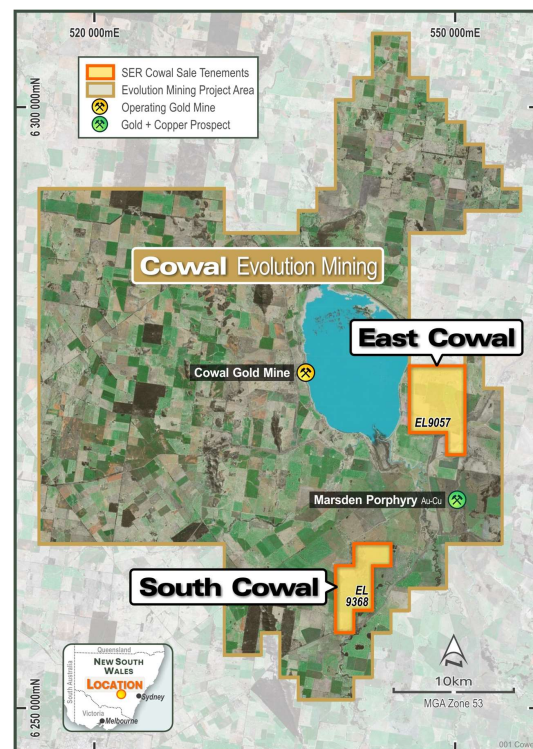 520 000mE
550 000mE
6 300 000mN
SER Cowal Sale Tenements
Evolution Mining Project Area
Operating Gold Mine
Gold + Copper Prospect
Cowal Evolution Mining
East Cowal
Cowal Gold Mine
EL9057
Marsden Porphyry Au-Cu
South Cowal
EL
9368
Queensland
South Australia
NEW SOUTH
WALES
LOCATION
Sydney
Victoria
Melbourne
10km
MGA Zone 53
6 250 000mN
001 Cowa